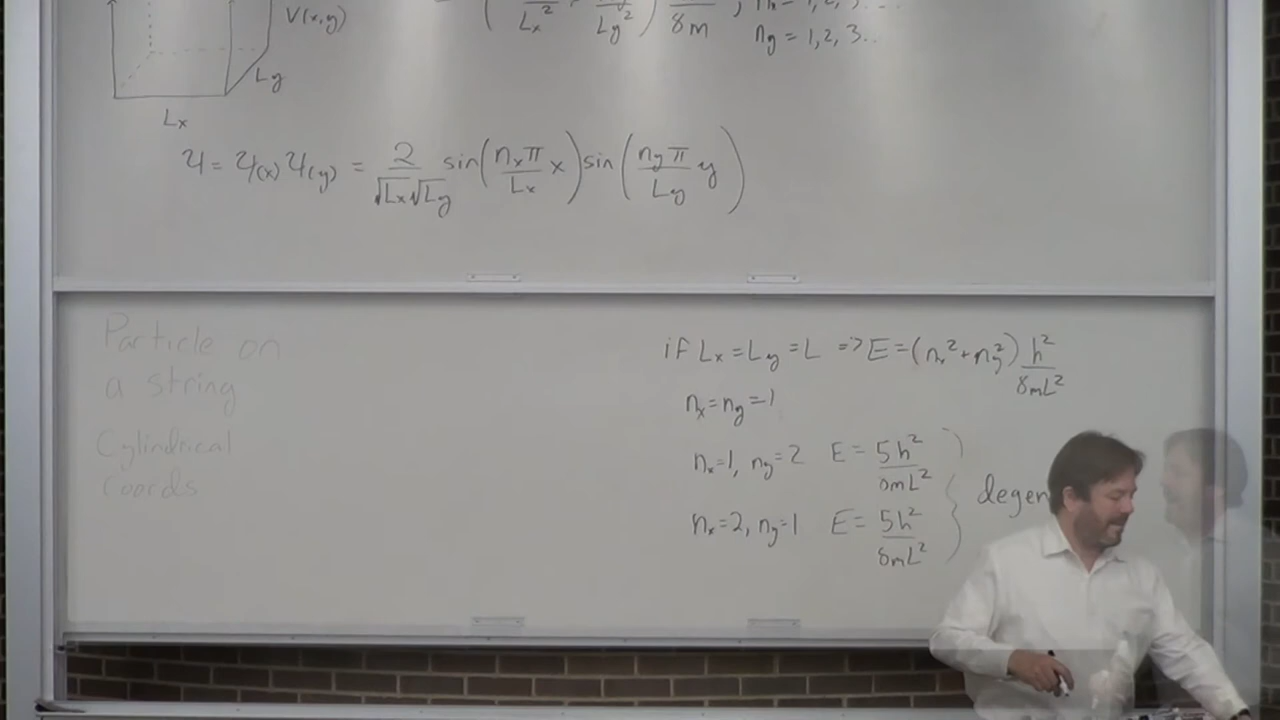 V(x,y)
Lx² Ly² 8m
ny = 1, 2, 3..
Ly
Lx
Ψ = Ψ(x) Ψ(y) = 2/(√Lx √Ly) sin(nxπ/Lx x) sin(nyπ/Ly y)
Particle on
a string
Cylindrical
Coords
if Lx = Ly = L => E = (nx² + ny²) h²/8mL²
nx = ny = 1
nx = 1, ny = 2 E = 5h²/8mL²
degen
nx = 2, ny = 1 E = 5h²/8mL²